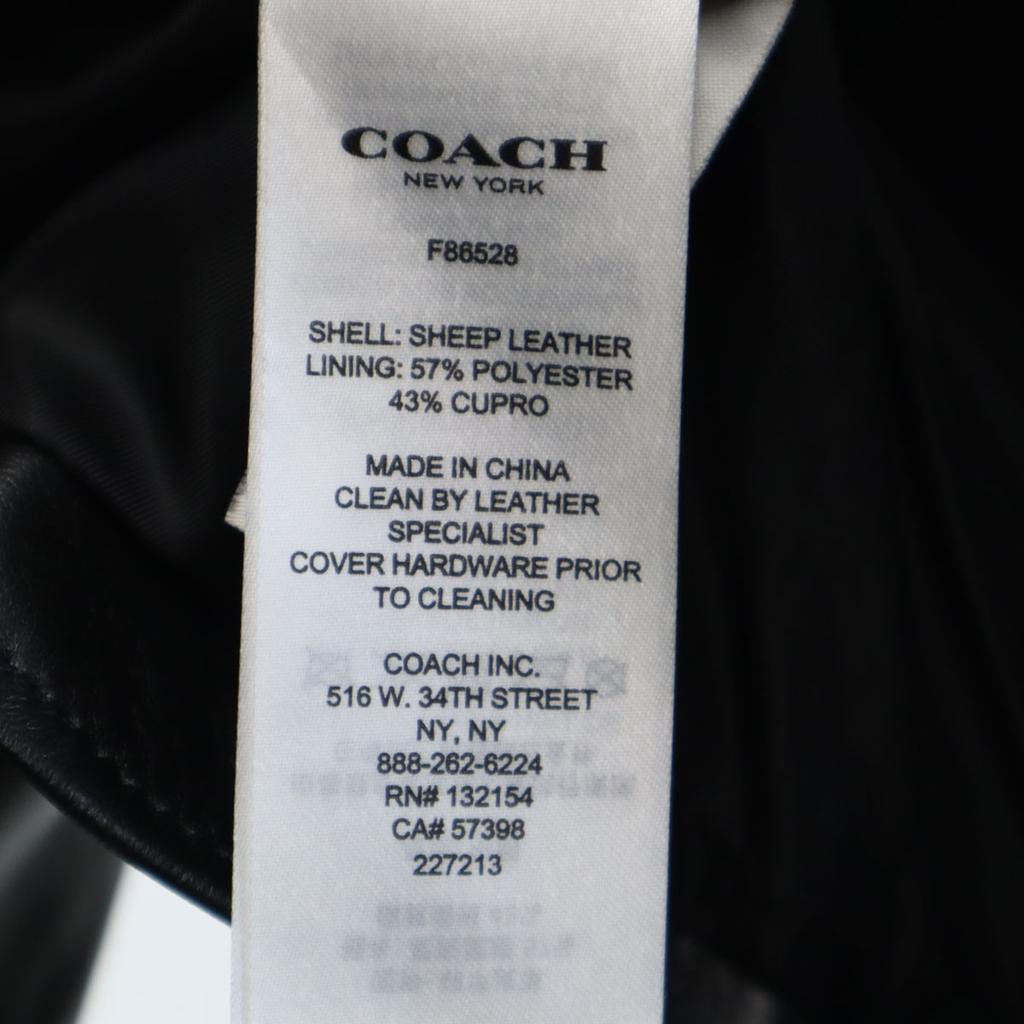 COACH
NEW YORK
F86528
SHELL: SHEEP LEATHER
LINING: 57% POLYESTER
43% CUPRO
MADE IN CHINA
CLEAN BY LEATHER
SPECIALIST
COVER HARDWARE PRIOR
TO CLEANING
COACH INC.
516 W. 34TH STREET
NY, NY
888-262-6224
RN# 132154
CA# 57398
227213